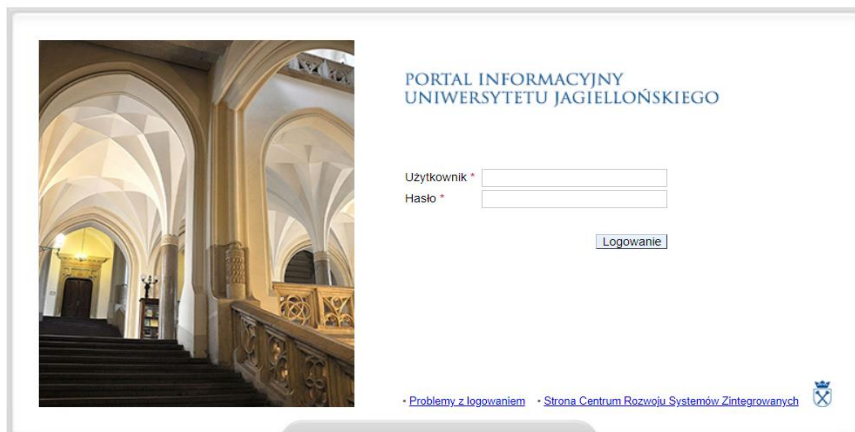 PORTAL INFORMACYJNY
UNIWERSYTETU JAGIELLOŃSKIEGO
Użytkownik *
Hasło *
Logowanie
• Problemy z logowaniem • Strona Centrum Rozwoju Systemów Zintegrowanych